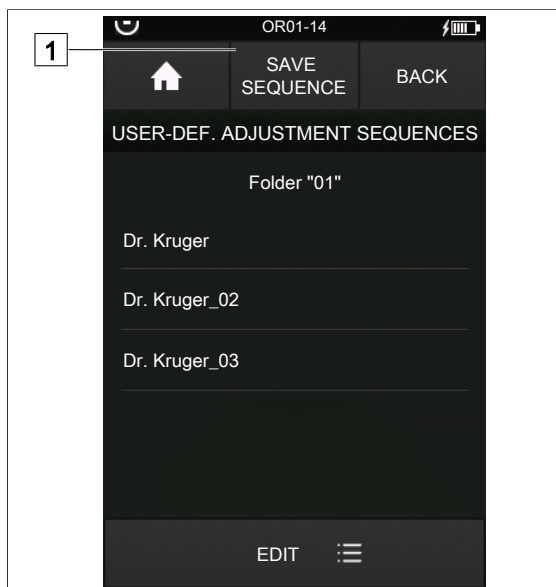 OR01-14
1
SAVE
SEQUENCE
BACK
USER-DEF. ADJUSTMENT SEQUENCES
Folder "01"
Dr. Kruger
Dr. Kruger_02
Dr. Kruger_03
EDIT